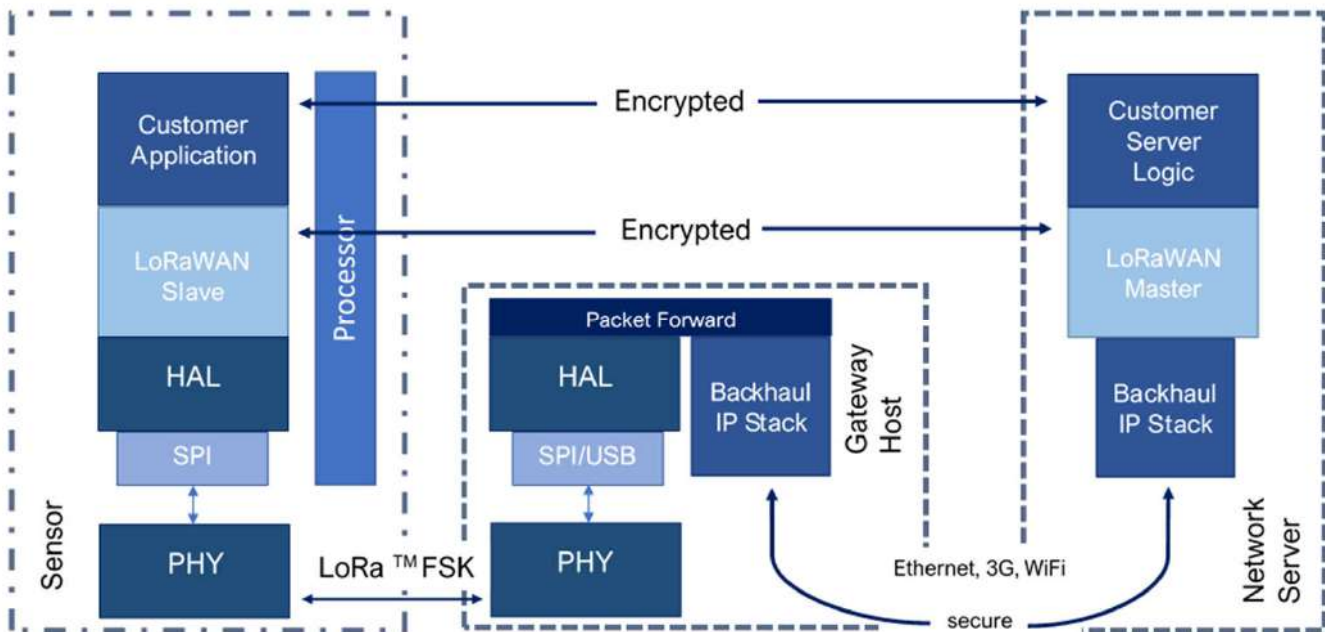 Customer
Application
LoRaWAN
Slave
HAL
SPI
PHY
Processor
Sensor
Encrypted
Encrypted
LoRa ™ FSK
Packet Forward
HAL
SPI/USB
PHY
Backhaul
IP Stack
Gateway
Host
Ethernet, 3G, WiFi
secure
Customer
Server
Logic
LoRaWAN
Master
Backhaul
IP Stack
Network
Server